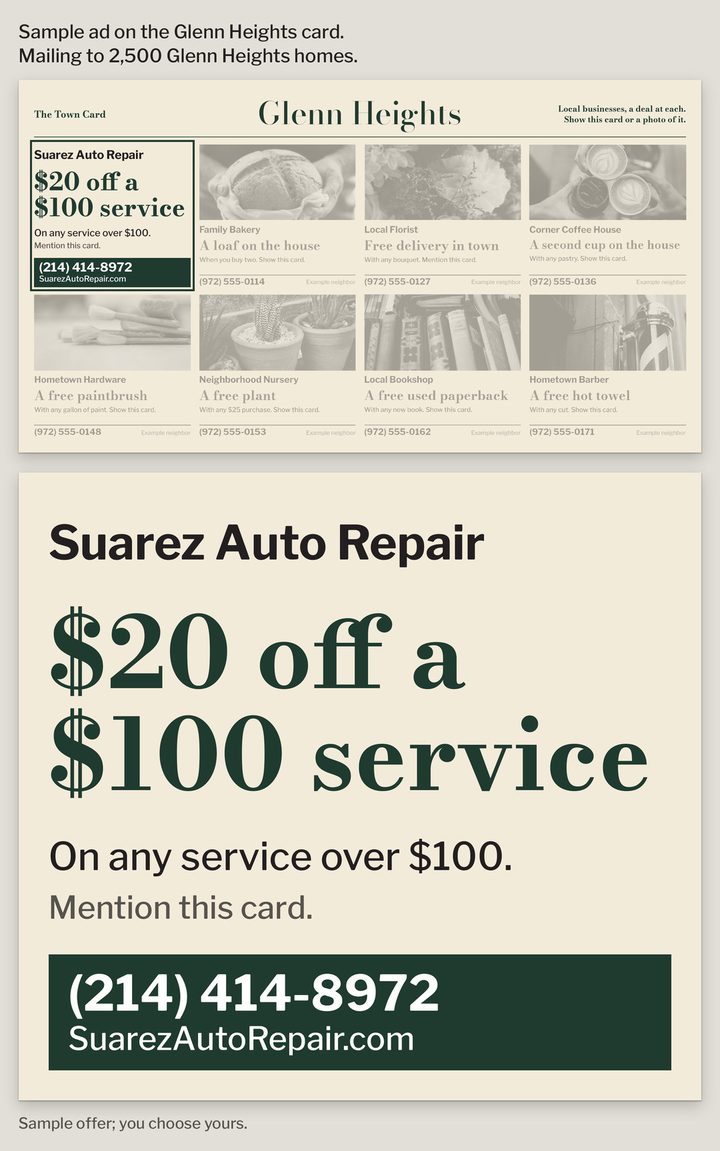 Sample ad on the Glenn Heights card.
Mailing to 2,500 Glenn Heights homes.
The Town Card
Glenn Heights
Local businesses, a deal at each.
Show this card or a photo of it.
Suarez Auto Repair
$20 off a
$100 service
On any service over $100.
Mention this card.
(214) 414-8972
SuarezAutoRepair.com
Family Bakery
A loaf on the house
When you buy two. Show this card.
(972) 555-0114 Example neighbor
Local Florist
Free delivery in town
With any bouquet. Mention this card.
(972) 555-0127 Example neighbor
Corner Coffee House
A second cup on the house
With any pastry. Show this card.
(972) 555-0136 Example neighbor
Hometown Hardware
A free paintbrush
With any gallon of paint. Show this card.
(972) 555-0148 Example neighbor
Neighborhood Nursery
A free plant
With any $25 purchase. Show this card.
(972) 555-0153 Example neighbor
Local Bookshop
A free used paperback
With any new book. Show this card.
(972) 555-0162 Example neighbor
Hometown Barber
A free hot towel
With any cut. Show this card.
(972) 555-0171 Example neighbor
Suarez Auto Repair
$20 off a
$100 service
On any service over $100.
Mention this card.
(214) 414-8972
SuarezAutoRepair.com
Sample offer; you choose yours.